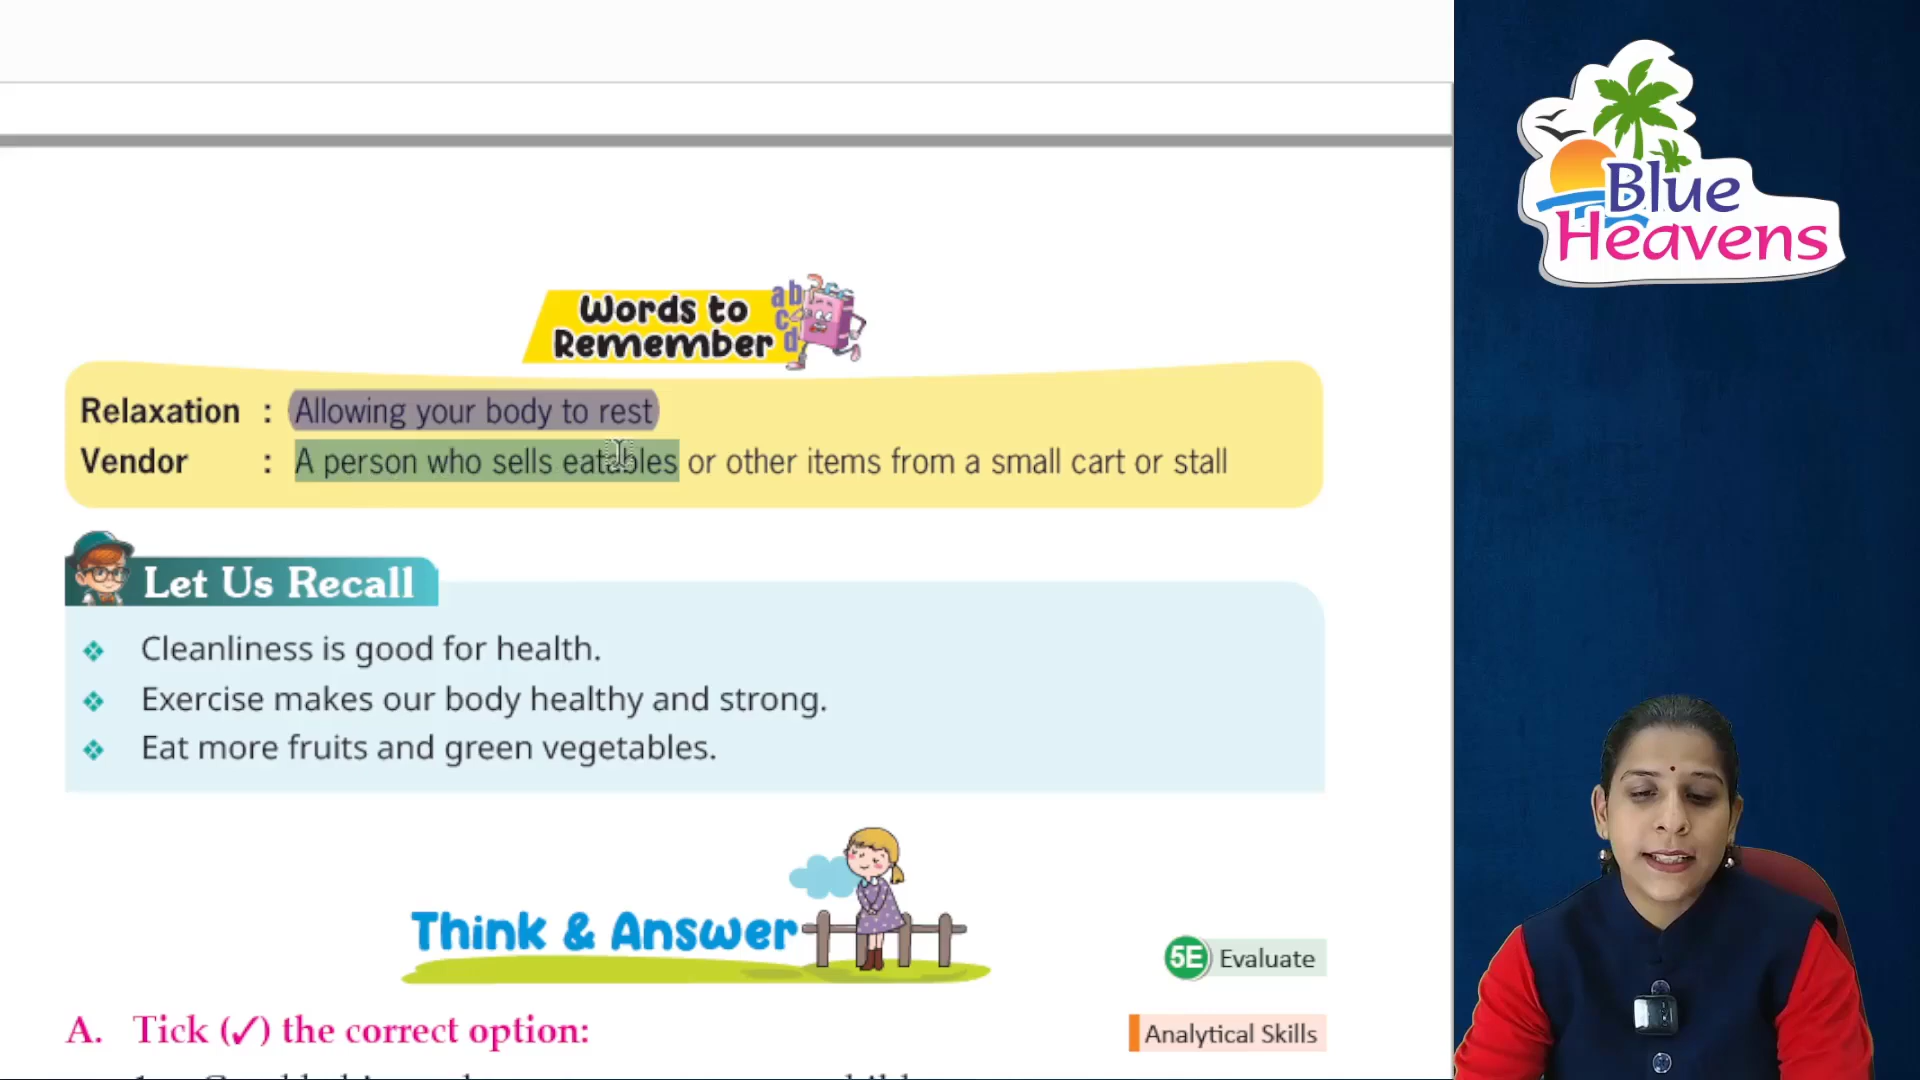 Blue
Heavens
Words to
Remember
a b
c
d
Relaxation : Allowing your body to rest
Vendor : A person who sells eatables or other items from a small cart or stall
Let Us Recall
❖ Cleanliness is good for health.
❖ Exercise makes our body healthy and strong.
❖ Eat more fruits and green vegetables.
Think & Answer
5E Evaluate
A. Tick (✓) the correct option:
Analytical Skills